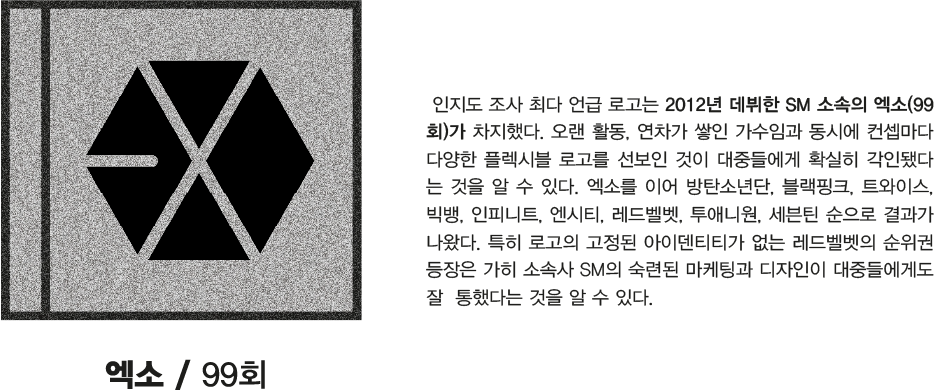 인지도 조사 최다 언급 로고는 2012년 데뷔한 SM 소속의 엑소(99
회)가 차지했다. 오랜 활동, 연차가 쌓인 가수임과 동시에 컨셉마다
다양한 플렉시블 로고를 선보인 것이 대중들에게 확실히 각인됐다
는 것을 알 수 있다. 엑소를 이어 방탄소년단, 블랙핑크, 트와이스,
빅뱅, 인피니트, 엔시티, 레드벨벳, 투애니원, 세븐틴 순으로 결과가
나왔다. 특히 로고의 고정된 아이덴티티가 없는 레드벨벳의 순위권
등장은 가히 소속사 SM의 숙련된 마케팅과 디자인이 대중들에게도
잘 통했다는 것을 알 수 있다.
엑소 / 99회